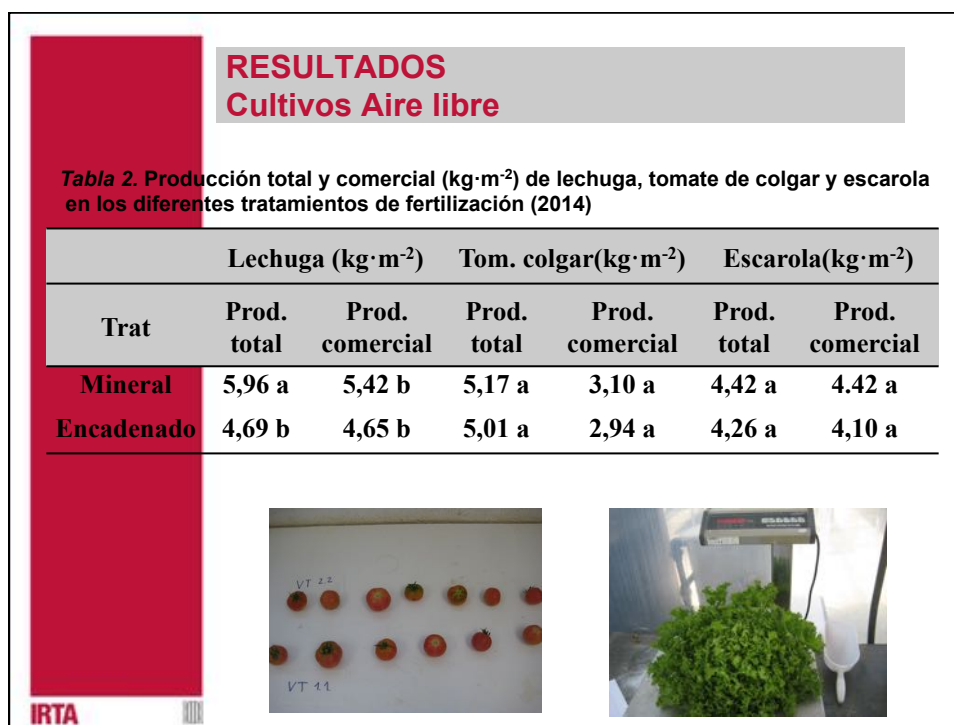 RESULTADOS
Cultivos Aire libre
Tabla 2. Producción total y comercial (kg·m-2) de lechuga, tomate de colgar y escarola
en los diferentes tratamientos de fertilización (2014)
Lechuga (kg·m-2) Tom. colgar(kg·m-2) Escarola(kg·m-2)
Trat Prod. total Prod. comercial Prod. total Prod. comercial Prod. total Prod. comercial
Mineral 5,96 a 5,42 b 5,17 a 3,10 a 4,42 a 4.42 a
Encadenado 4,69 b 4,65 b 5,01 a 2,94 a 4,26 a 4,10 a
VT 2.2
VT 11
IRTA